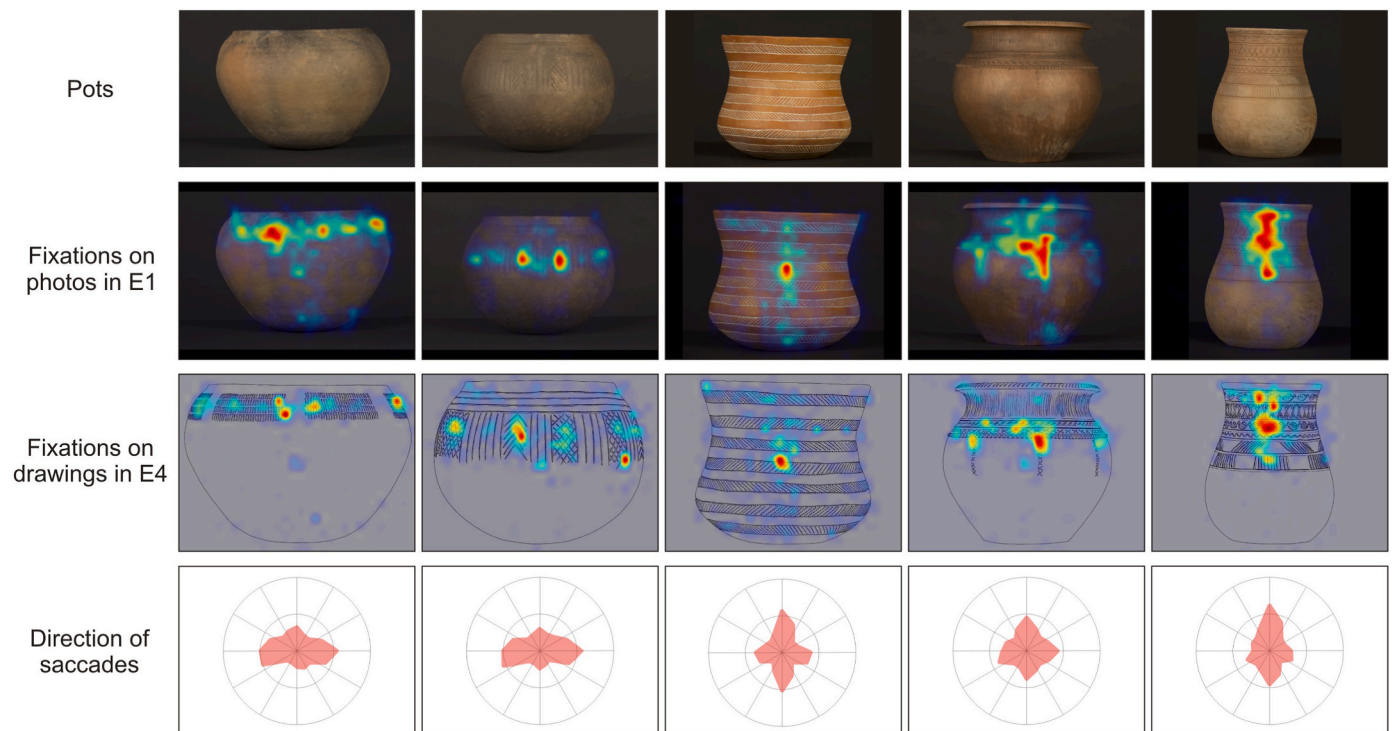 Pots
Fixations on
photos in E1
Fixations on
drawings in E4
Direction of
saccades